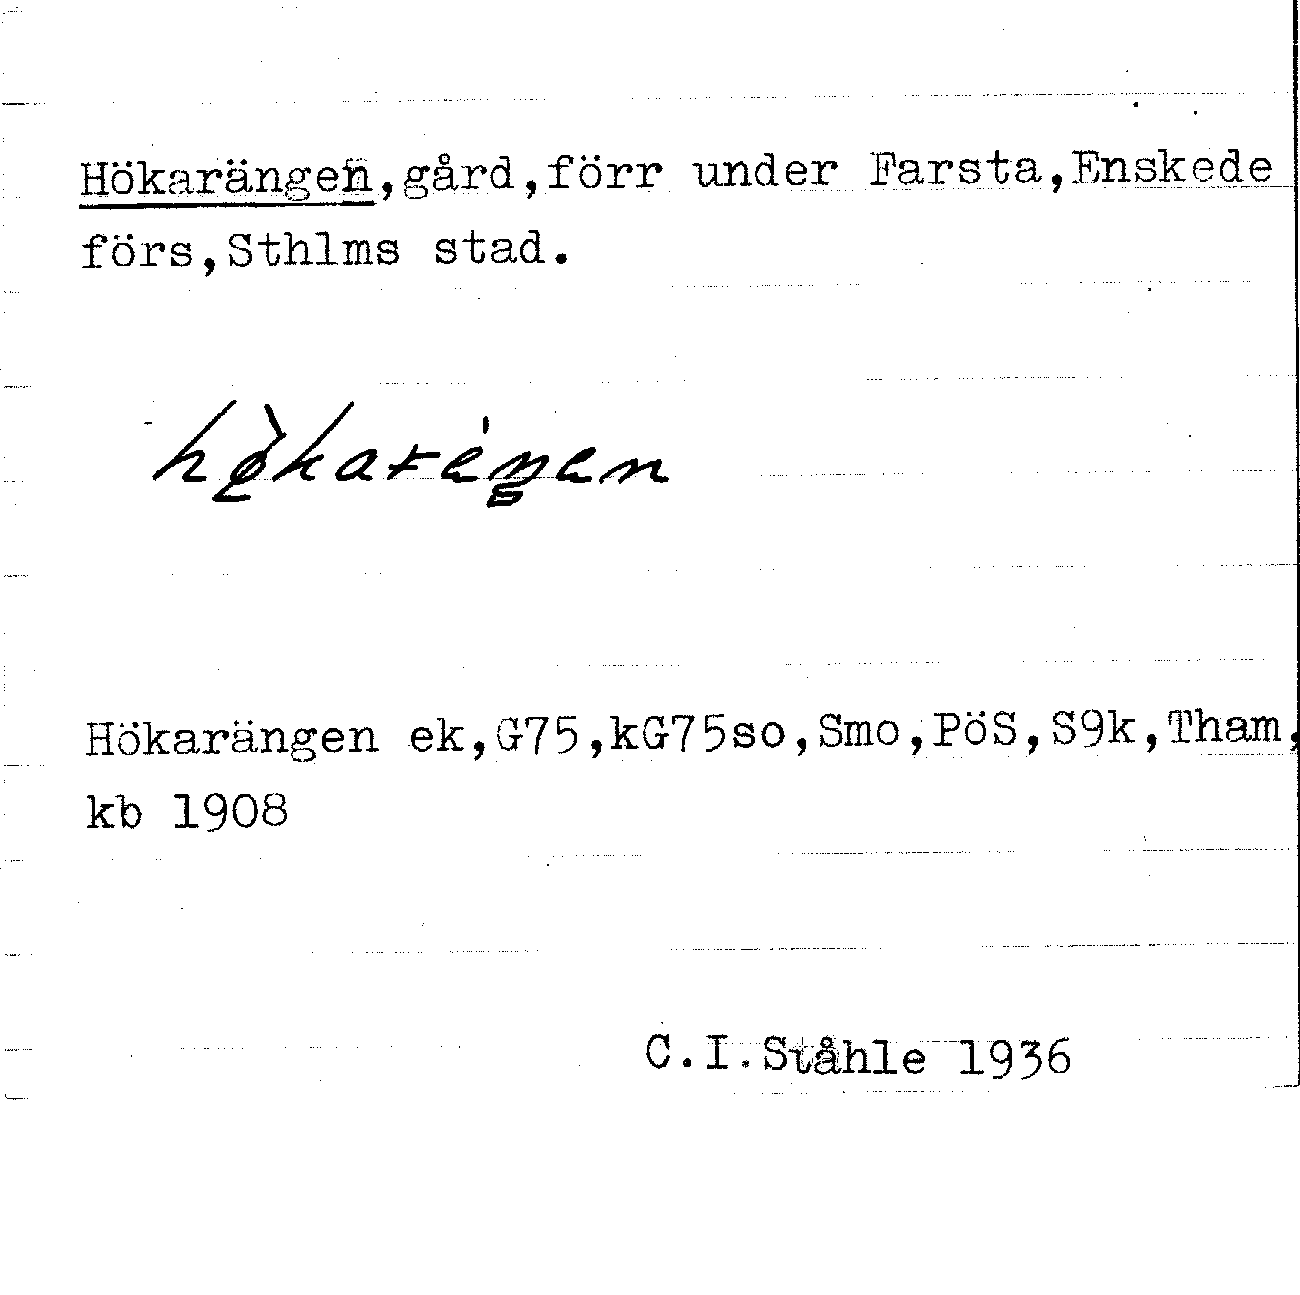 Hökarängen,gård,förr under Farsta,Enskede
förs,Sthlms stad.
Hökarängen ek,G75,kG75so,Smo,PöS,S9k,Tham,
kb 1908
C.I.Ståhle 1936